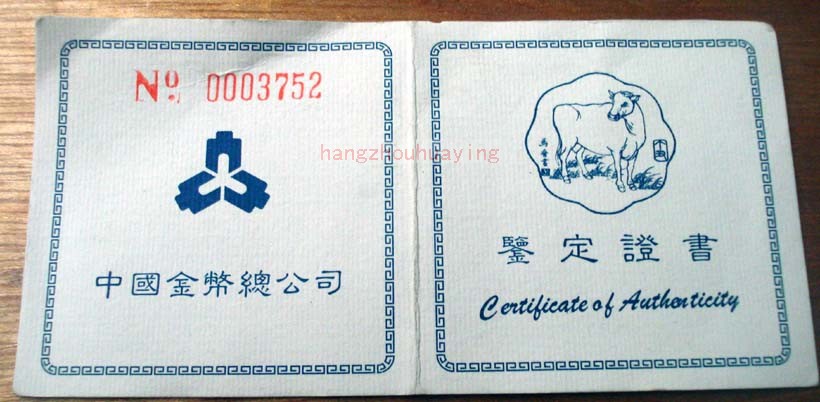 No 0003752
hangzhouhuaying
中國金幣總公司
鑒定證書
Certificate of Authenticity